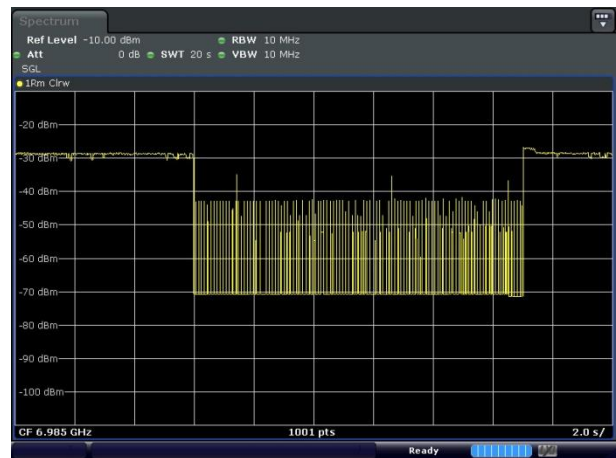 Spectrum
Ref Level -10.00 dBm RBW 10 MHz
Att 0 dB SWT 20 s VBW 10 MHz
SGL
1Rm Clrw
-20 dBm
-30 dBm
-40 dBm
-50 dBm
-60 dBm
-70 dBm
-80 dBm
-90 dBm
-100 dBm
CF 6.985 GHz 1001 pts 2.0 s/
Ready